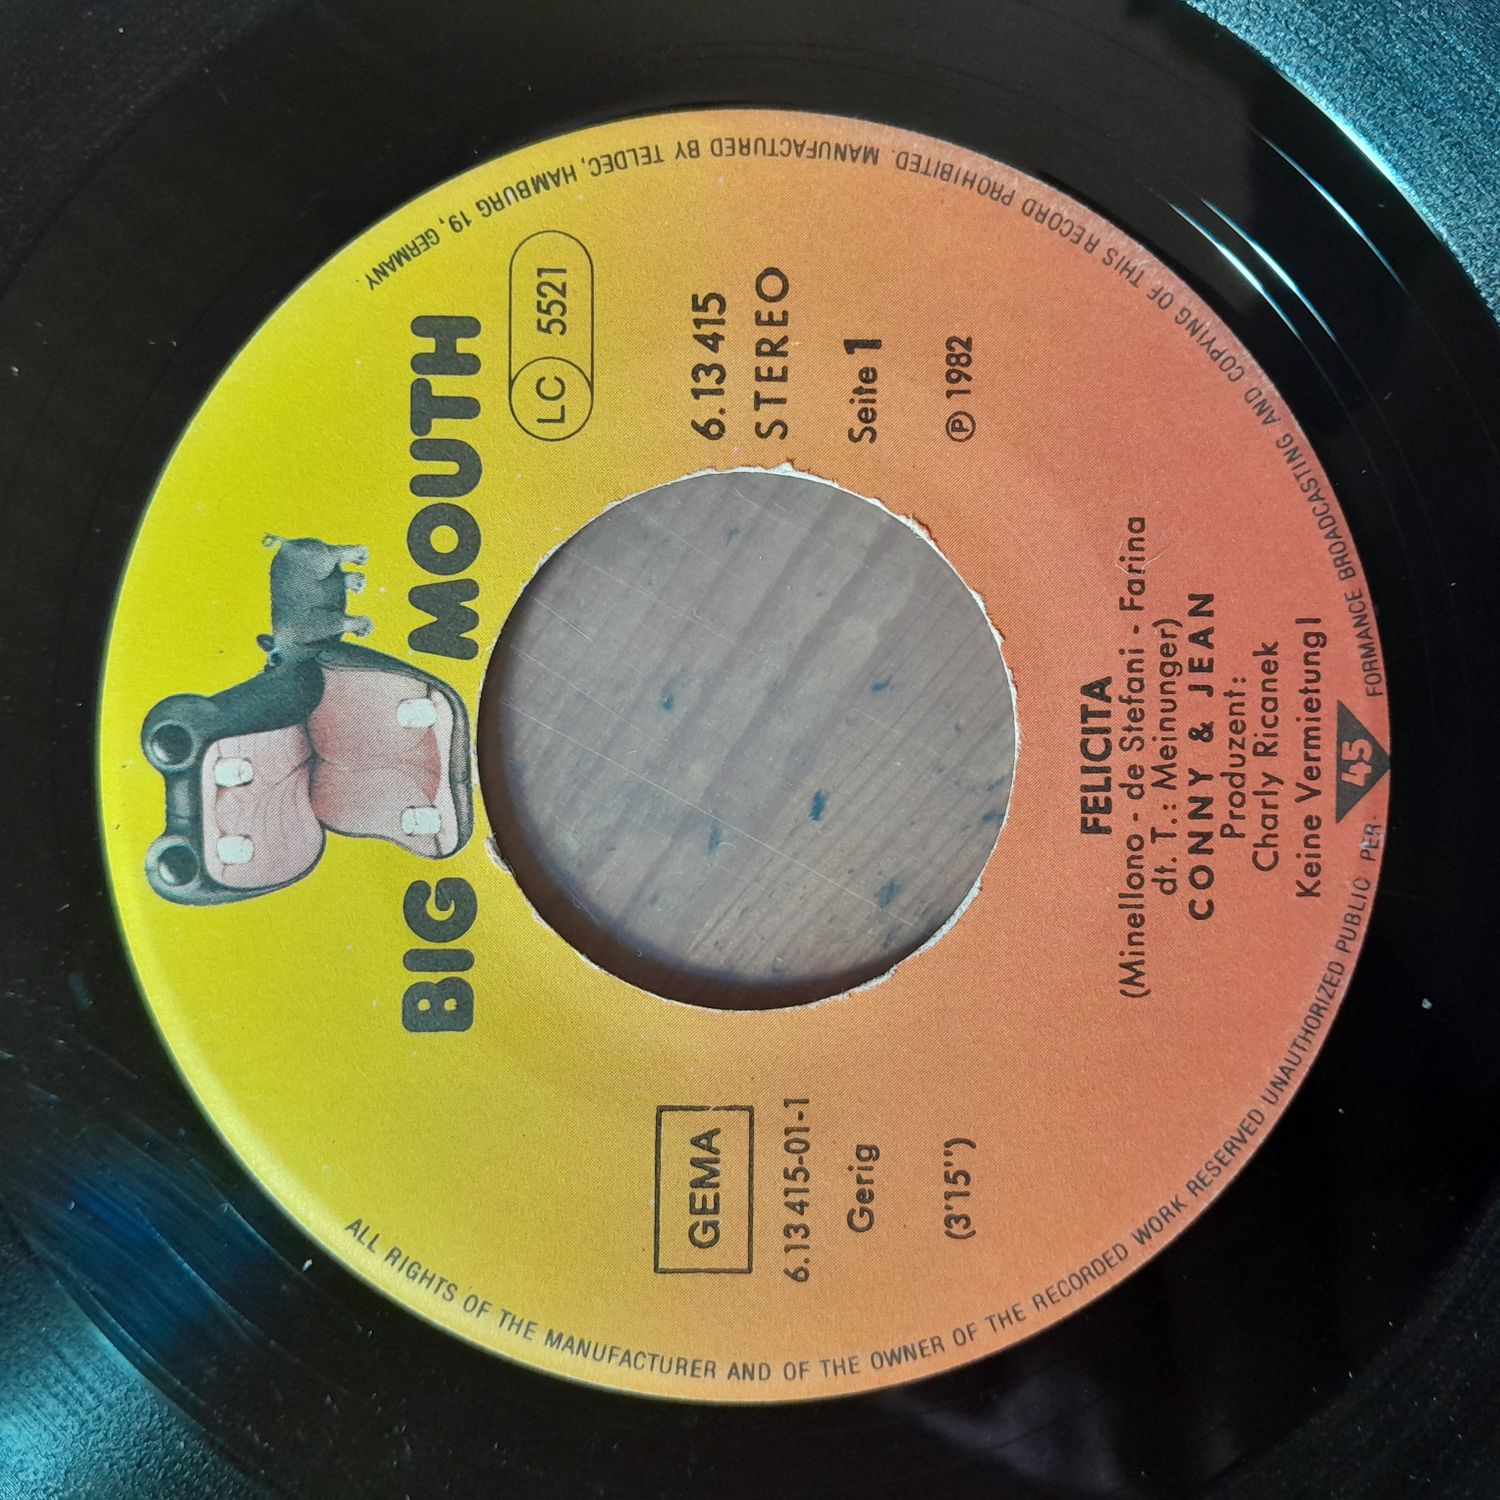 BIG MOUTH
LC 5521
GEMA
6.13 415
6.13 415-01-1
STEREO
Gerig
Seite 1
(3'15")
Ⓟ 1982
FELICITA
(Minellono - de Stefani - Farina
dt. T.: Meinunger)
CONNY & JEAN
Produzent:
Charly Ricanek
Keine Vermietung!
45
ALL RIGHTS OF THE MANUFACTURER AND OF THE OWNER OF THE RECORDED WORK RESERVED UNAUTHORIZED PUBLIC PER- FORMANCE BROADCASTING AND COPYING OF THIS RECORD PROHIBITED. MANUFACTURED BY TELDEC, HAMBURG 19, GERMANY.